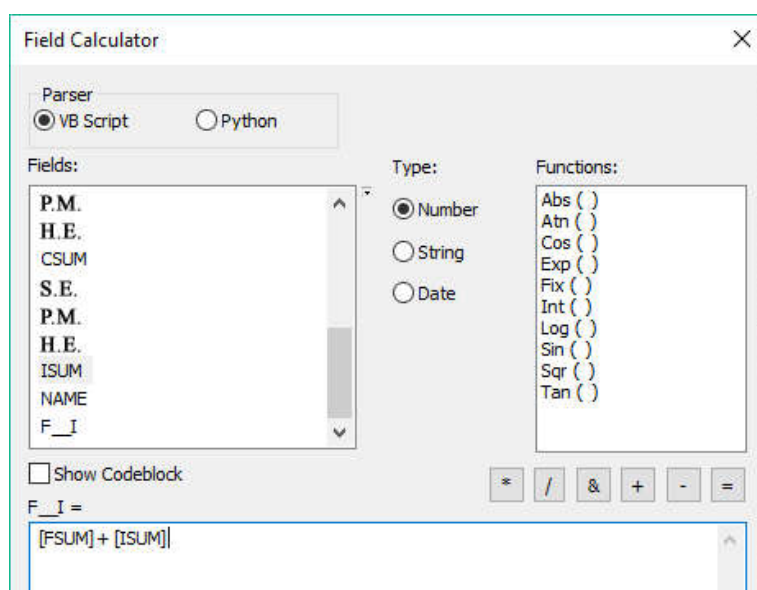 Field Calculator
Parser
VB Script
Python
Fields:
P.M.
H.E.
CSUM
S.E.
P.M.
H.E.
ISUM
NAME
F__I
Type:
Number
String
Date
Functions:
Abs ( )
Atn ( )
Cos ( )
Exp ( )
Fix ( )
Int ( )
Log ( )
Sin ( )
Sqr ( )
Tan ( )
Show Codeblock
* / & + - =
F__I =
[FSUM] + [ISUM]